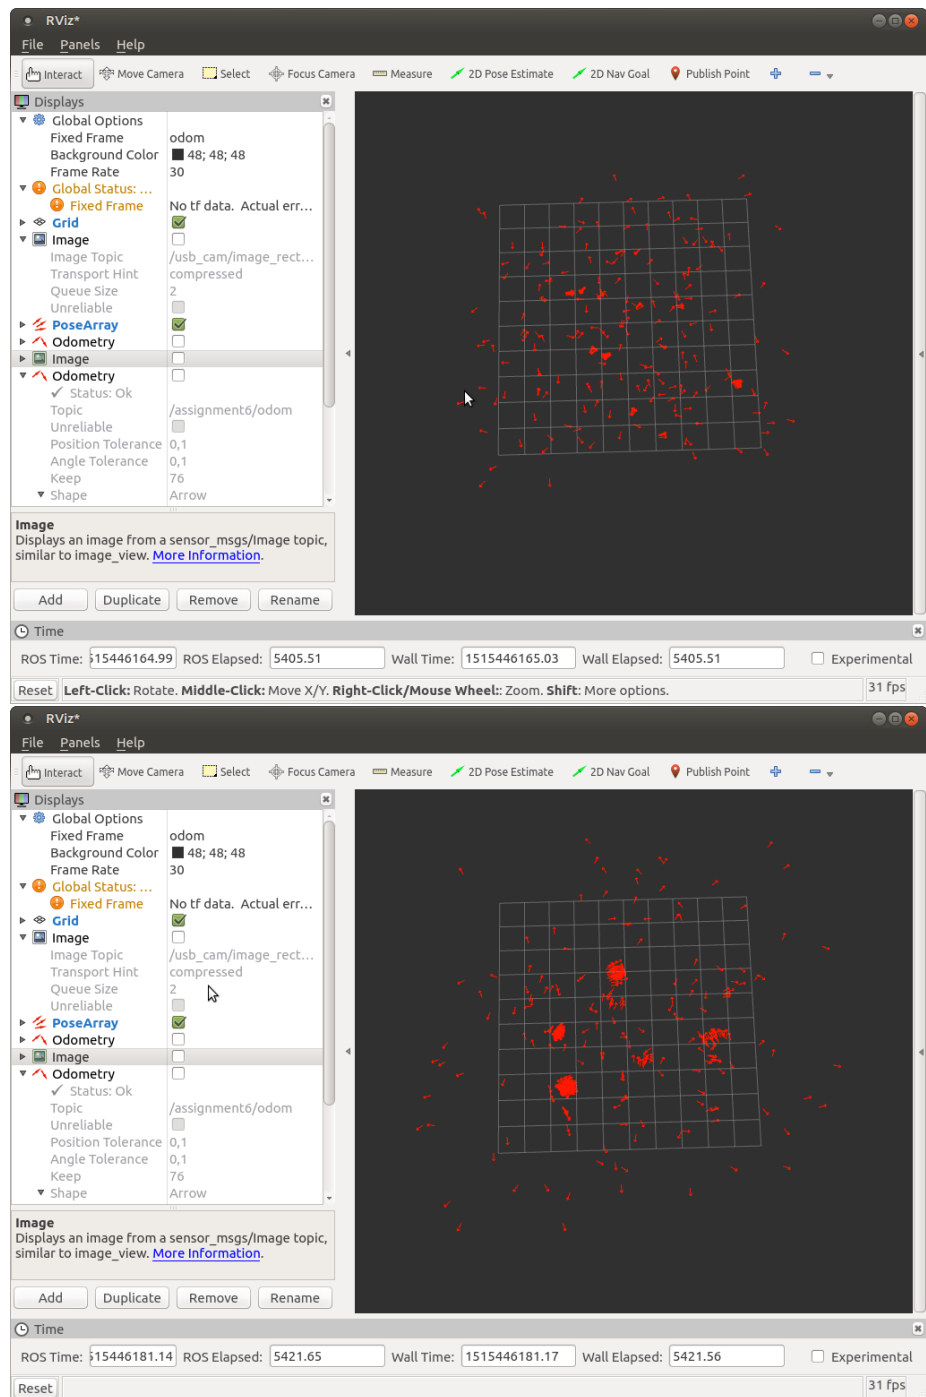 RViz*
File Panels Help
Interact Move Camera Select Focus Camera Measure 2D Pose Estimate 2D Nav Goal Publish Point
Displays
Global Options
Fixed Frame odom
Background Color 48; 48; 48
Frame Rate 30
Global Status: ...
Fixed Frame No tf data. Actual err...
Grid
Image
Image Topic /usb_cam/image_rect...
Transport Hint compressed
Queue Size 2
Unreliable
PoseArray
Odometry
Image
Odometry
Status: Ok
Topic /assignment6/odom
Unreliable
Position Tolerance 0,1
Angle Tolerance 0,1
Keep 76
Shape Arrow
Image
Displays an image from a sensor_msgs/Image topic,
similar to image_view. More Information.
Add Duplicate Remove Rename
Time
ROS Time: 515446164.99 ROS Elapsed: 5405.51 Wall Time: 1515446165.03 Wall Elapsed: 5405.51 Experimental
Reset Left-Click: Rotate. Middle-Click: Move X/Y. Right-Click/Mouse Wheel:: Zoom. Shift: More options. 31 fps
RViz*
File Panels Help
Interact Move Camera Select Focus Camera Measure 2D Pose Estimate 2D Nav Goal Publish Point
Displays
Global Options
Fixed Frame odom
Background Color 48; 48; 48
Frame Rate 30
Global Status: ...
Fixed Frame No tf data. Actual err...
Grid
Image
Image Topic /usb_cam/image_rect...
Transport Hint compressed
Queue Size 2
Unreliable
PoseArray
Odometry
Image
Odometry
Status: Ok
Topic /assignment6/odom
Unreliable
Position Tolerance 0,1
Angle Tolerance 0,1
Keep 76
Shape Arrow
Image
Displays an image from a sensor_msgs/Image topic,
similar to image_view. More Information.
Add Duplicate Remove Rename
Time
ROS Time: 515446181.14 ROS Elapsed: 5421.65 Wall Time: 1515446181.17 Wall Elapsed: 5421.56 Experimental
Reset 31 fps